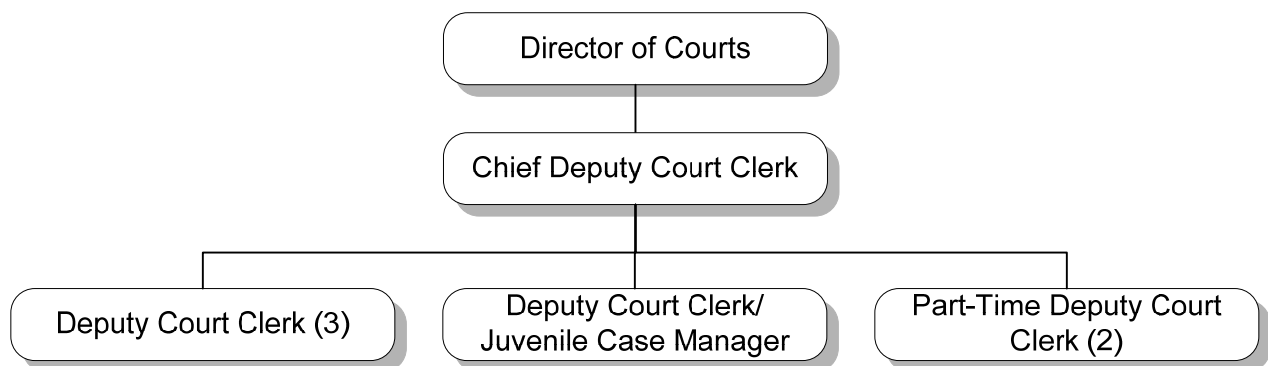 Director of Courts
Chief Deputy Court Clerk
Deputy Court Clerk (3)
Deputy Court Clerk/
Juvenile Case Manager
Part-Time Deputy Court
Clerk (2)